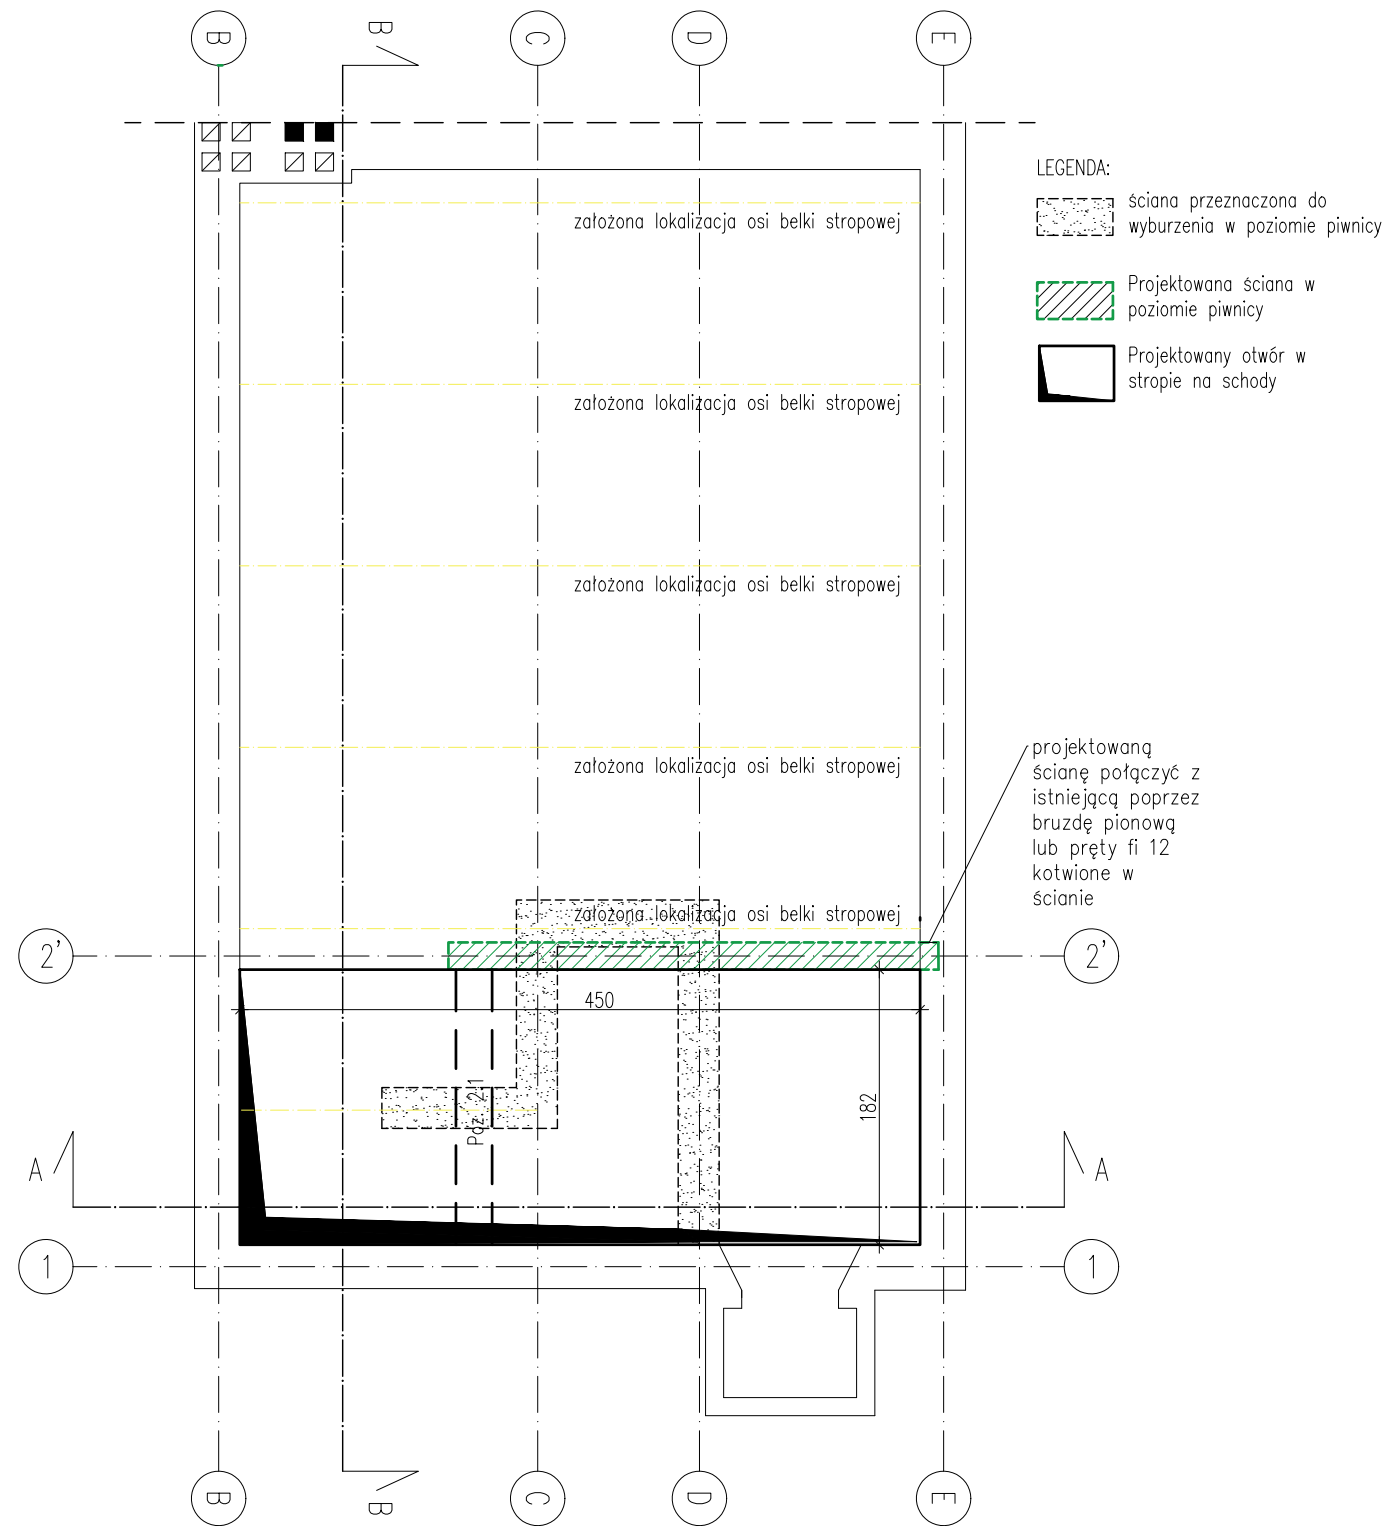 B
B
C
D
E
LEGENDA:
ściana przeznaczona do
wyburzenia w poziomie piwnicy
Projektowana ściana w
poziomie piwnicy
Projektowany otwór w
stropie na schody
założona lokalizacja osi belki stropowej
założona lokalizacja osi belki stropowej
założona lokalizacja osi belki stropowej
założona lokalizacja osi belki stropowej
założona lokalizacja osi belki stropowej
projektowaną
ścianę połączyć z
istniejącą poprzez
bruzdę pionową
lub pręty fi 12
kotwione w
ścianie
2'
2'
450
182
Poz. 2.1
A
A
1
1
B
B
C
D
E